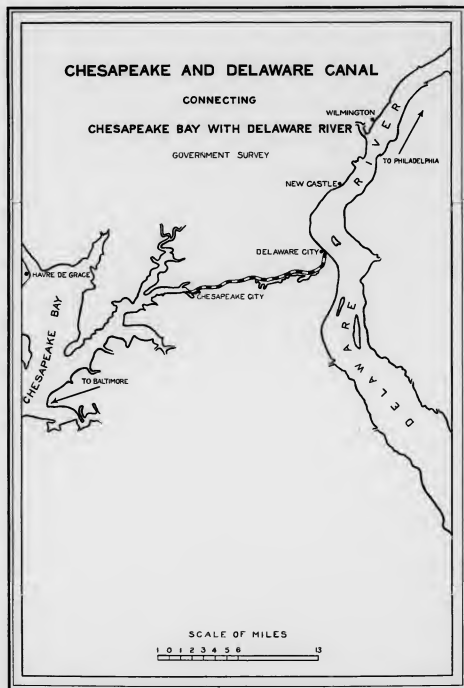 CHESAPEAKE AND DELAWARE CANAL
CONNECTING
CHESAPEAKE BAY WITH DELAWARE RIVER
GOVERNMENT SURVEY
WILMINGTON
TO PHILADELPHIA
NEW CASTLE
DELAWARE CITY
HAVRE DE GRACE
CHESAPEAKE CITY
CHESAPEAKE BAY
TO BALTIMORE
DELAWARE RIVER
SCALE OF MILES
1 0 1 2 3 4 5 6 13